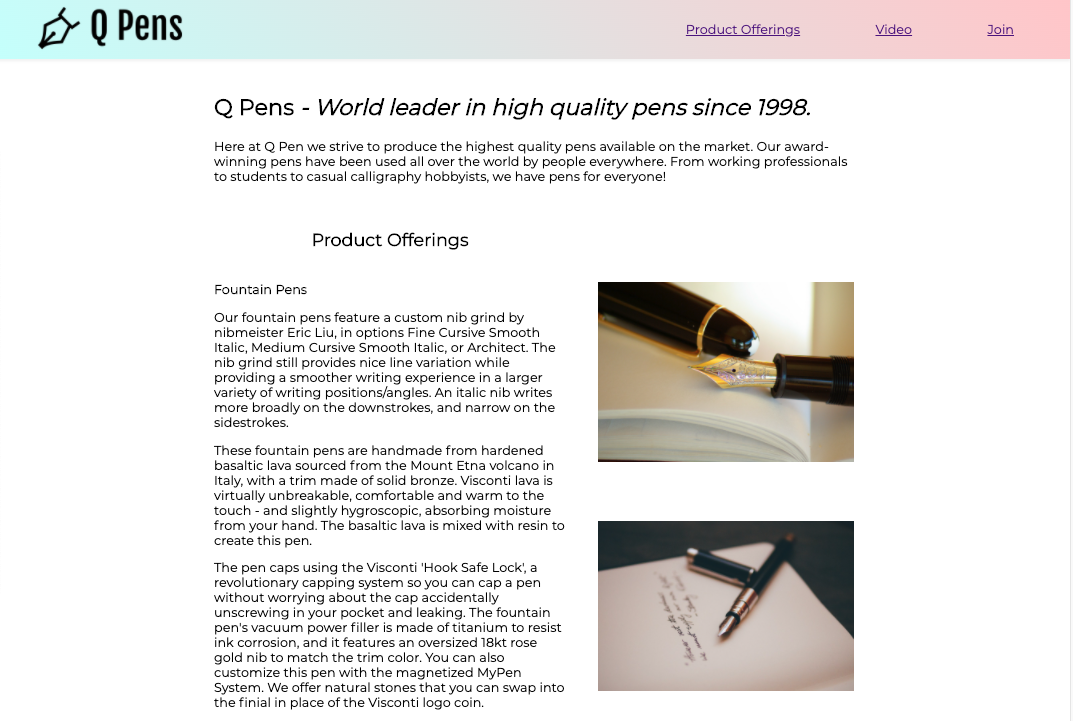 Q Pens
Product Offerings
Video
Join
Q Pens - World leader in high quality pens since 1998.
Here at Q Pen we strive to produce the highest quality pens available on the market. Our award-
winning pens have been used all over the world by people everywhere. From working professionals
to students to casual calligraphy hobbyists, we have pens for everyone!
Product Offerings
Fountain Pens
Our fountain pens feature a custom nib grind by
nibmeister Eric Liu, in options Fine Cursive Smooth
Italic, Medium Cursive Smooth Italic, or Architect. The
nib grind still provides nice line variation while
providing a smoother writing experience in a larger
variety of writing positions/angles. An italic nib writes
more broadly on the downstrokes, and narrow on the
sidestrokes.
These fountain pens are handmade from hardened
basaltic lava sourced from the Mount Etna volcano in
Italy, with a trim made of solid bronze. Visconti lava is
virtually unbreakable, comfortable and warm to the
touch - and slightly hygroscopic, absorbing moisture
from your hand. The basaltic lava is mixed with resin to
create this pen.
The pen caps using the Visconti 'Hook Safe Lock', a
revolutionary capping system so you can cap a pen
without worrying about the cap accidentally
unscrewing in your pocket and leaking. The fountain
pen's vacuum power filler is made of titanium to resist
ink corrosion, and it features an oversized 18kt rose
gold nib to match the trim color. You can also
customize this pen with the magnetized MyPen
System. We offer natural stones that you can swap into
the finial in place of the Visconti logo coin.